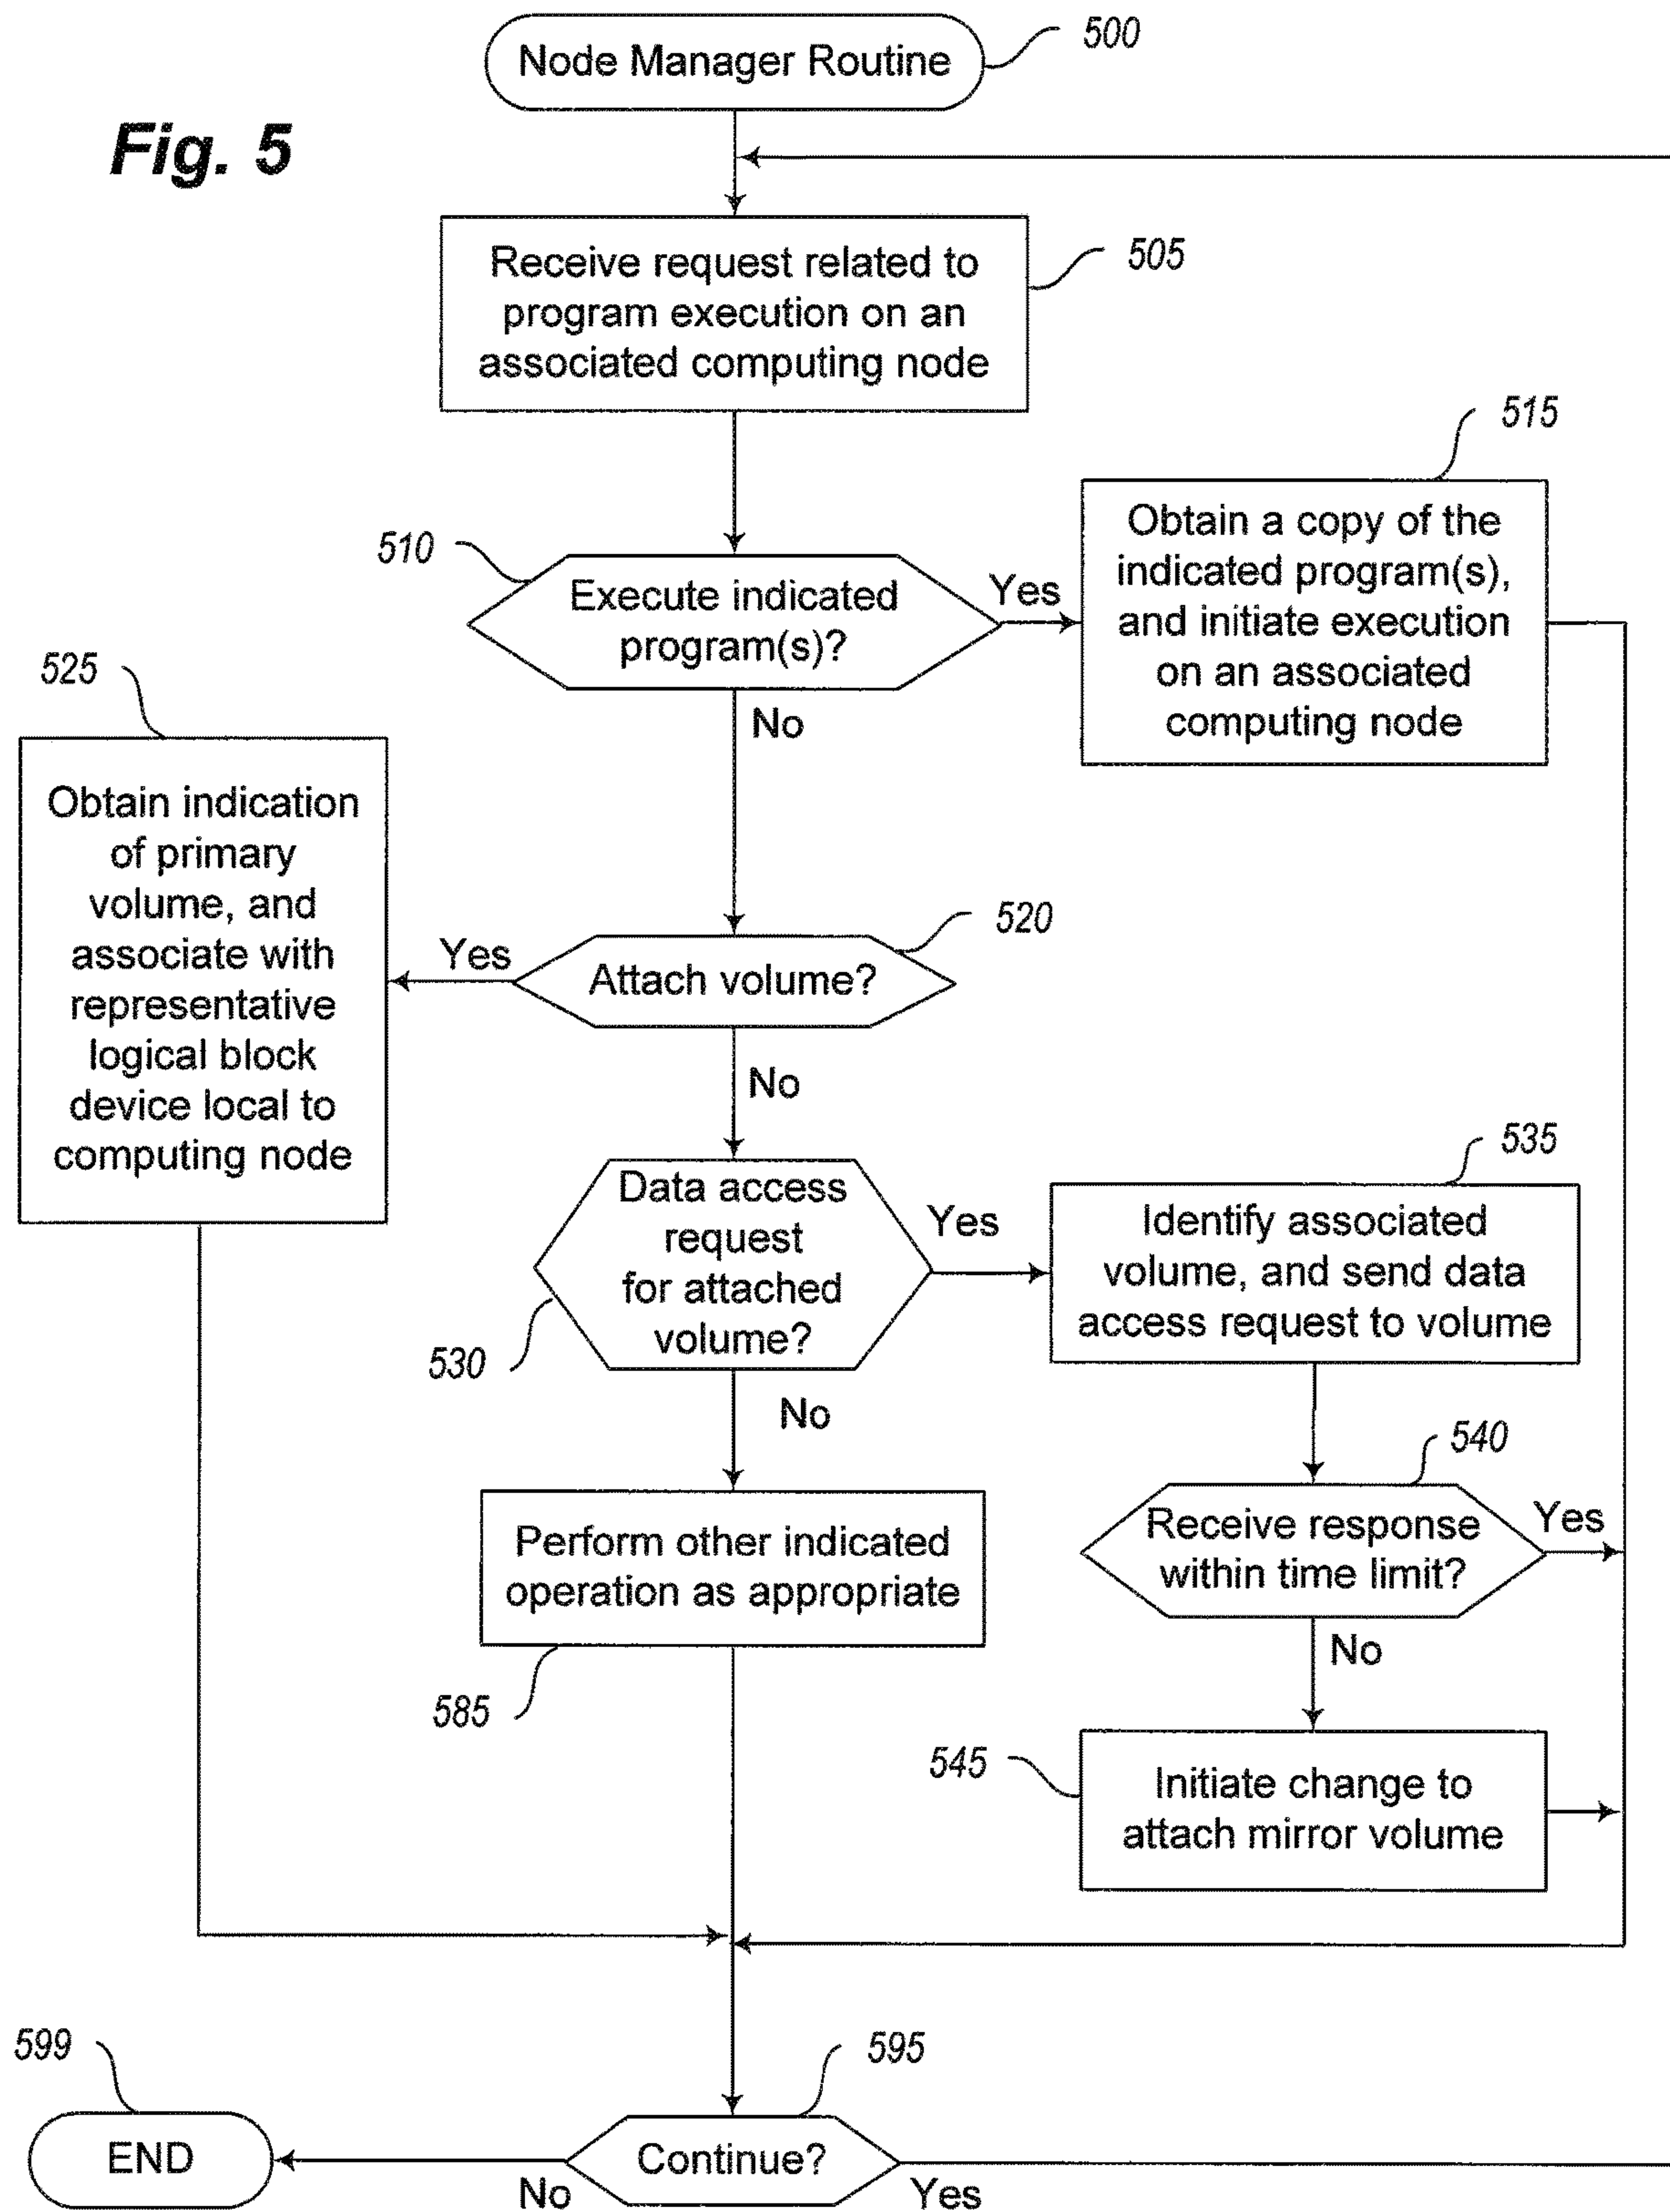 Fig. 5
Node Manager Routine
500
Receive request related to
program execution on an
associated computing node
505
510
Execute indicated
program(s)?
Yes
No
515
Obtain a copy of the
indicated program(s),
and initiate execution
on an associated
computing node
525
Obtain indication
of primary
volume, and
associate with
representative
logical block
device local to
computing node
520
Attach volume?
Yes
No
530
Data access
request
for attached
volume?
Yes
No
535
Identify associated
volume, and send data
access request to volume
540
Receive response
within time limit?
Yes
No
Perform other indicated
operation as appropriate
585
545
Initiate change to
attach mirror volume
599
END
595
Continue?
No
Yes